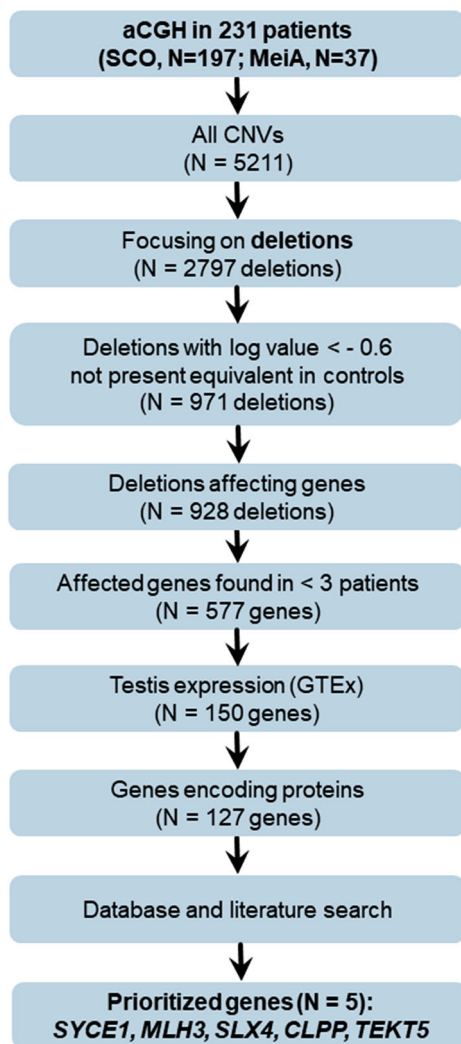 aCGH in 231 patients
(SCO, N=197; MeiA, N=37)
All CNVs
(N = 5211)
Focusing on deletions
(N = 2797 deletions)
Deletions with log value < - 0.6
not present equivalent in controls
(N = 971 deletions)
Deletions affecting genes
(N = 928 deletions)
Affected genes found in < 3 patients
(N = 577 genes)
Testis expression (GTEx)
(N = 150 genes)
Genes encoding proteins
(N = 127 genes)
Database and literature search
Prioritized genes (N = 5):
SYCE1, MLH3, SLX4, CLPP, TEKT5